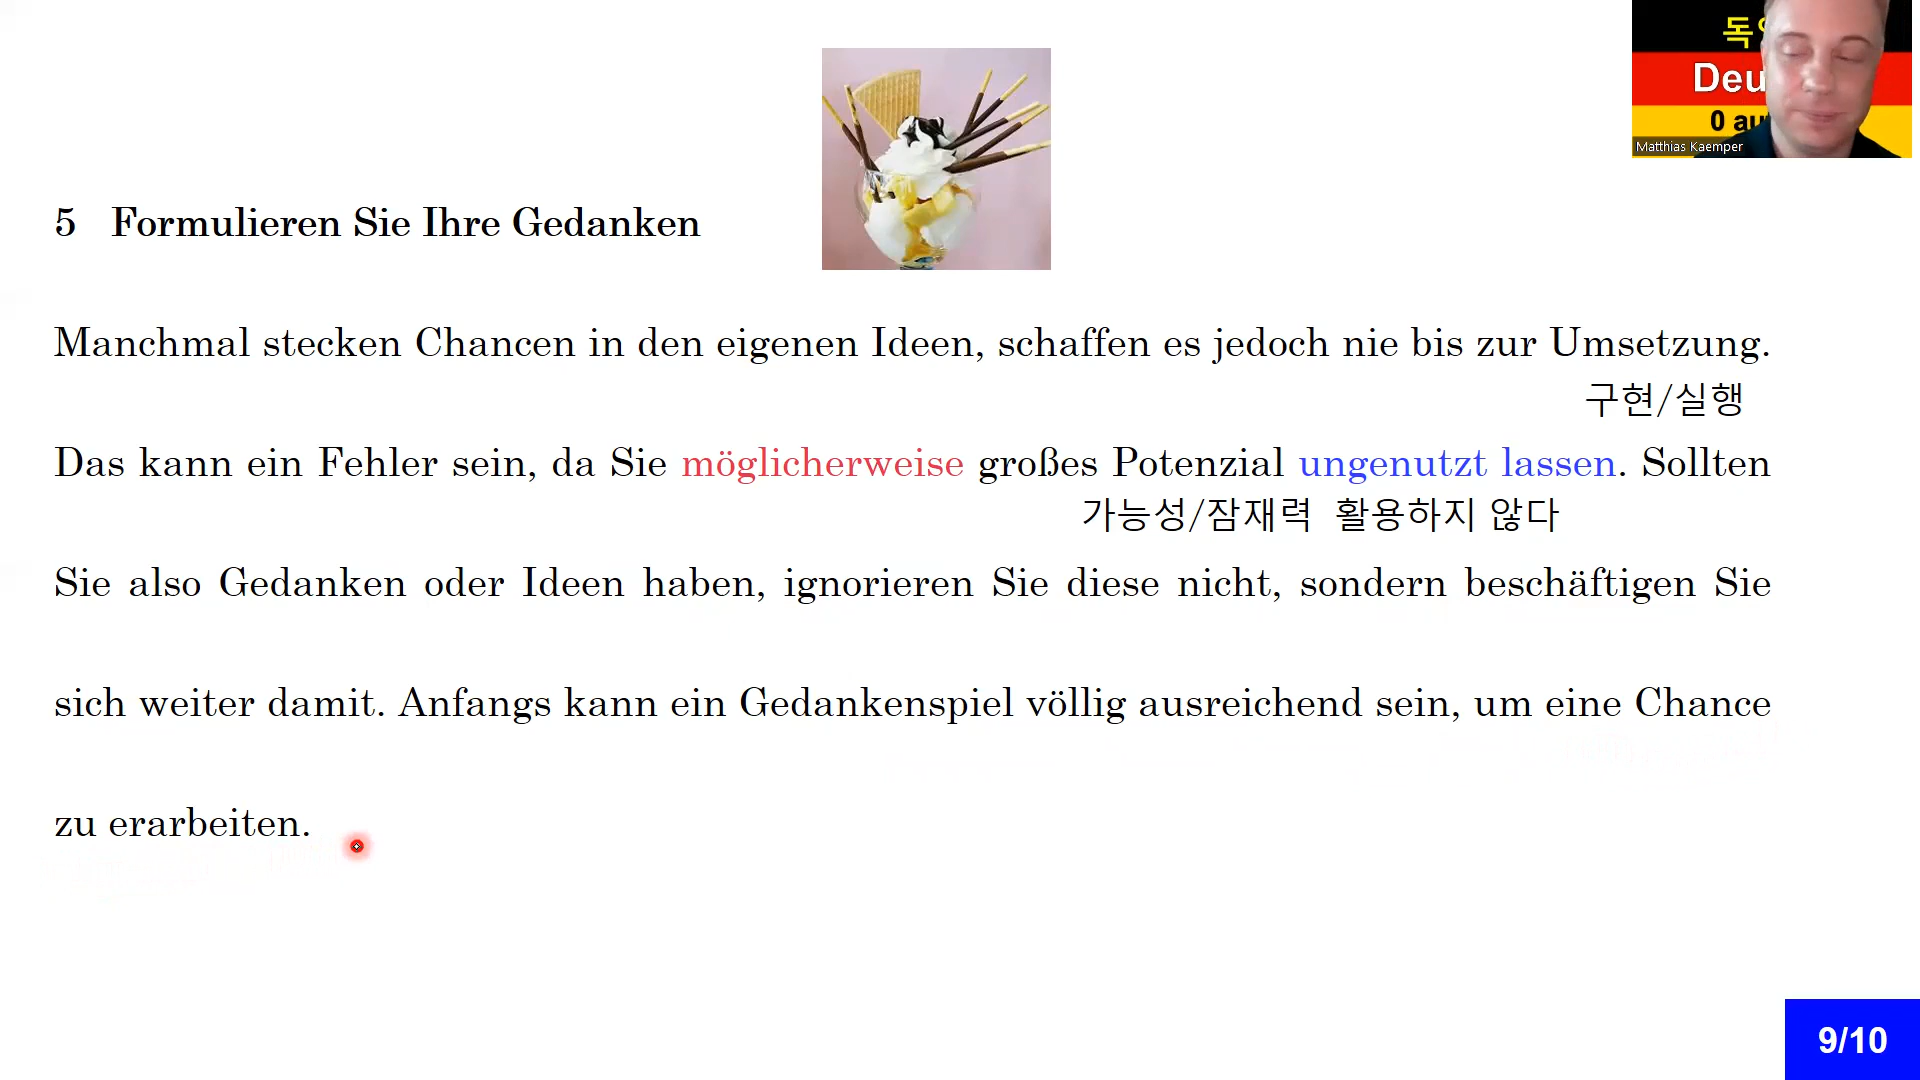 독
Deu
0 au
Matthias Kaemper
5 Formulieren Sie Ihre Gedanken
Manchmal stecken Chancen in den eigenen Ideen, schaffen es jedoch nie bis zur Umsetzung.
구현/실행
Das kann ein Fehler sein, da Sie möglicherweise großes Potenzial ungenutzt lassen. Sollten
가능성/잠재력 활용하지 않다
Sie also Gedanken oder Ideen haben, ignorieren Sie diese nicht, sondern beschäftigen Sie
sich weiter damit. Anfangs kann ein Gedankenspiel völlig ausreichend sein, um eine Chance
zu erarbeiten.
9/10